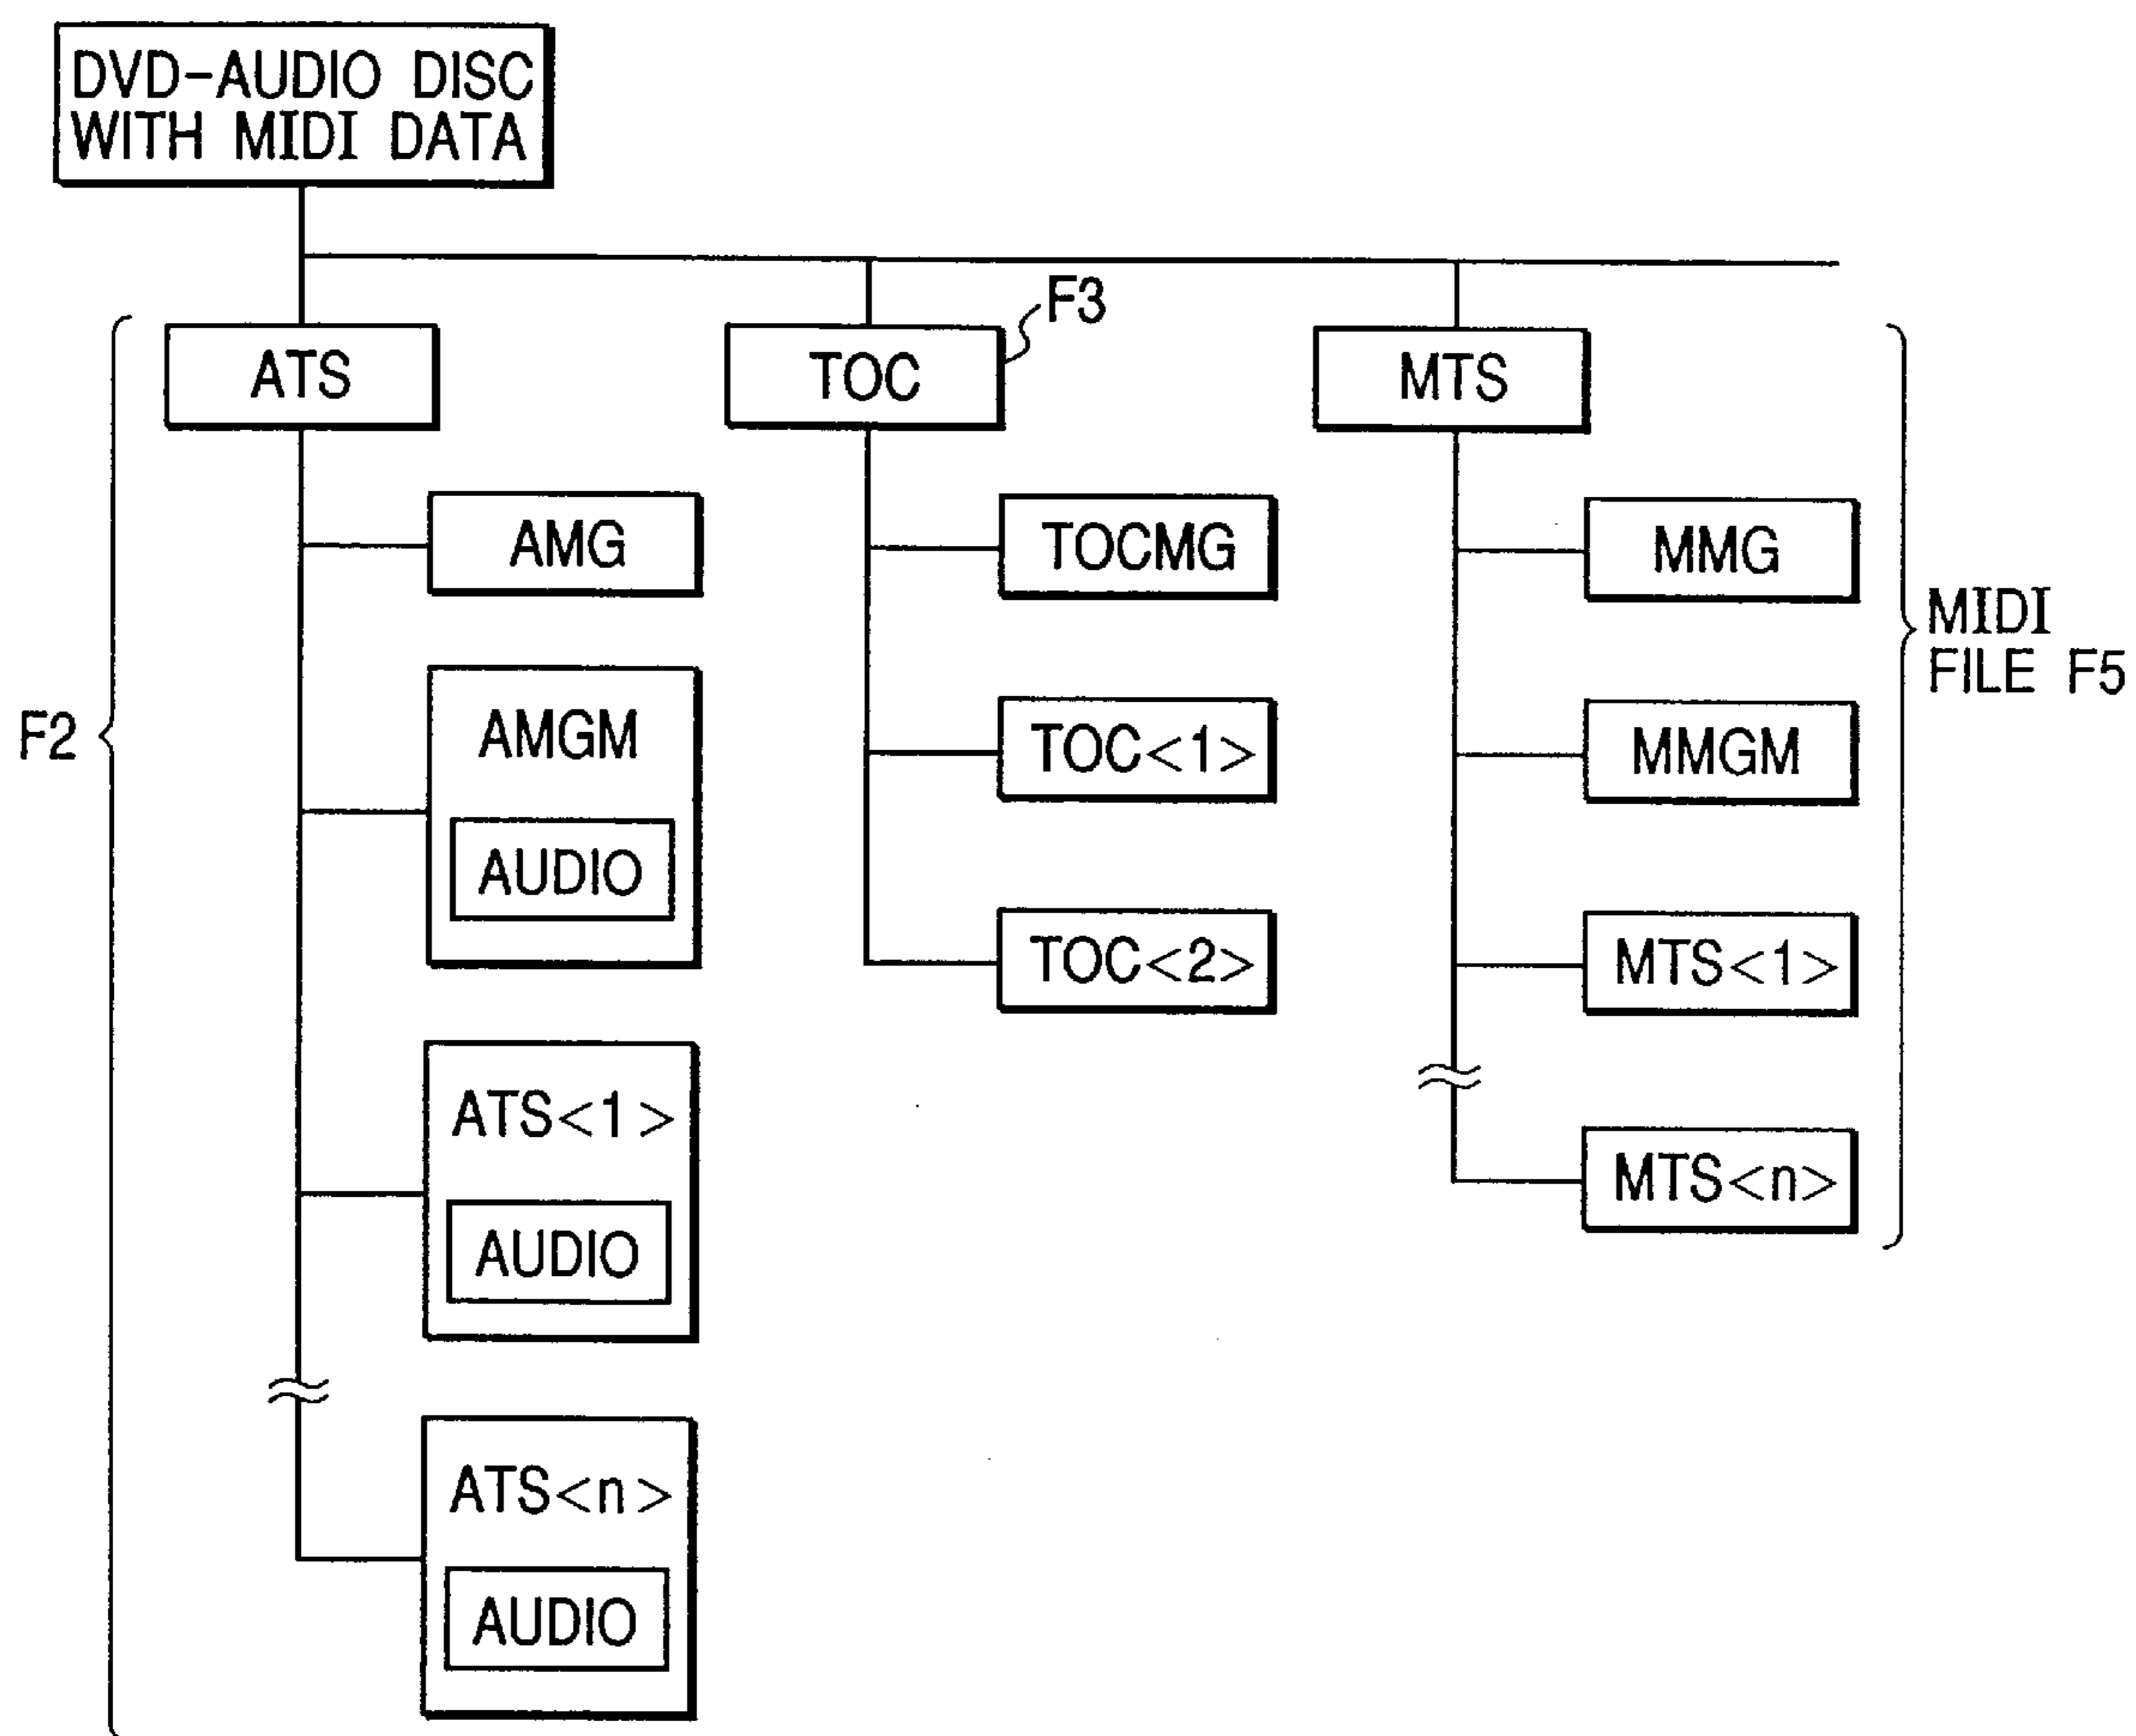 DVD-AUDIO DISC
WITH MIDI DATA
F3
ATS
TOC
MTS
AMG
TOCMG
MMG
MIDI
FILE F5
F2
AMGM
AUDIO
TOC<1>
MMGM
TOC<2>
MTS<1>
ATS<1>
AUDIO
MTS<n>
ATS<n>
AUDIO